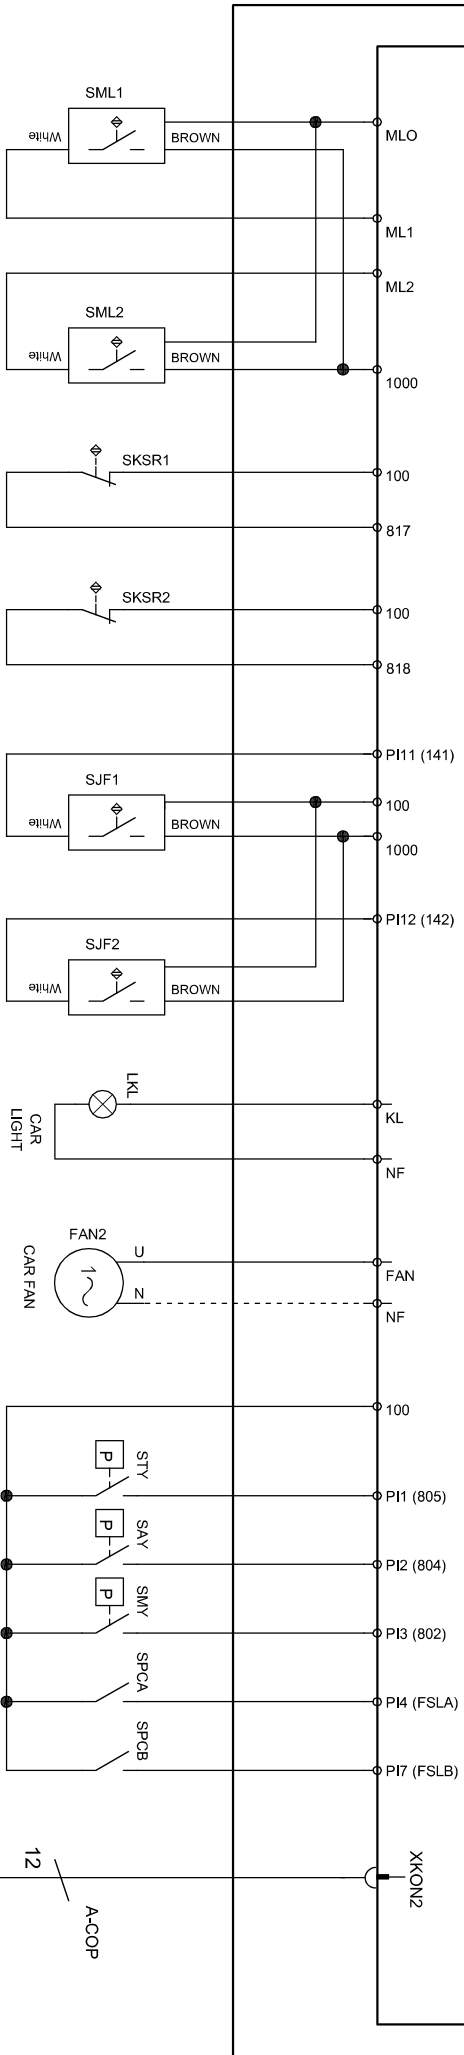 SML1
White
BROWN
MLO
ML1
ML2
SML2
White
BROWN
1000
SKSR1
100
817
SKSR2
100
818
PI11 (141)
SJF1
100
White
BROWN
1000
PI12 (142)
SJF2
White
BROWN
LKL
KL
CAR
LIGHT
NF
FAN2
U
FAN
CAR FAN
1
N
NF
100
P
STY
PI1 (805)
P
SAY
PI2 (804)
P
SMY
PI3 (802)
SPCA
PI4 (FSLA)
SPCB
PI7 (FSLB)
12
XKON2
A-COP